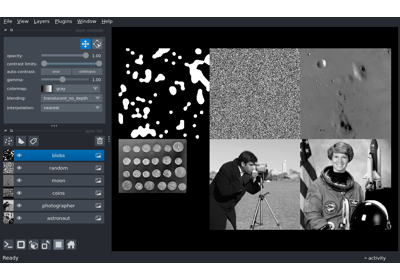 File View Layers Plugins Window Help
opacity: 1.00
contrast limits:
auto-contrast: once continuous
gamma: 1.00
colormap: gray
blending: translucent_no_depth
interpolation: nearest
blobs
random
moon
coins
photographer
astronaut
Ready
activity